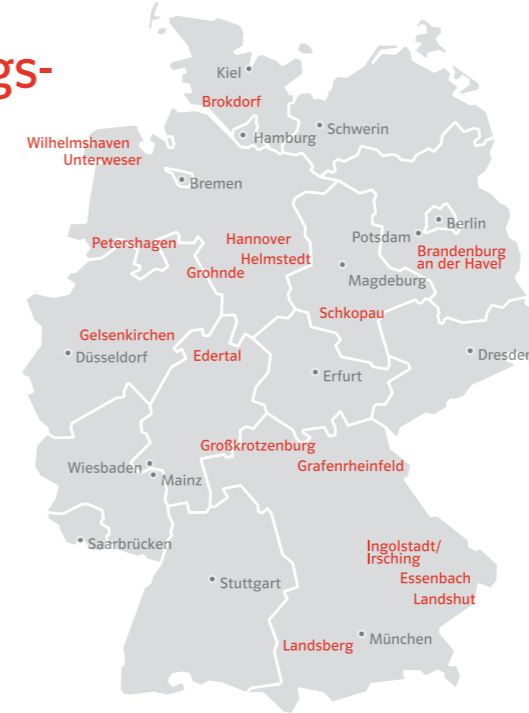 gs-
Kiel
Brokdorf
Hamburg
Schwerin
Wilhelmshaven
Unterweser
Bremen
Berlin
Potsdam
Brandenburg
an der Havel
Petershagen
Hannover
Helmstedt
Grohnde
Magdeburg
Schkopau
Gelsenkirchen
Düsseldorf
Edertal
Erfurt
Dresden
Großkrotzenburg
Grafenrheinfeld
Wiesbaden
Mainz
Saarbrücken
Ingolstadt/
Irsching
Essenbach
Landshut
Stuttgart
München
Landsberg